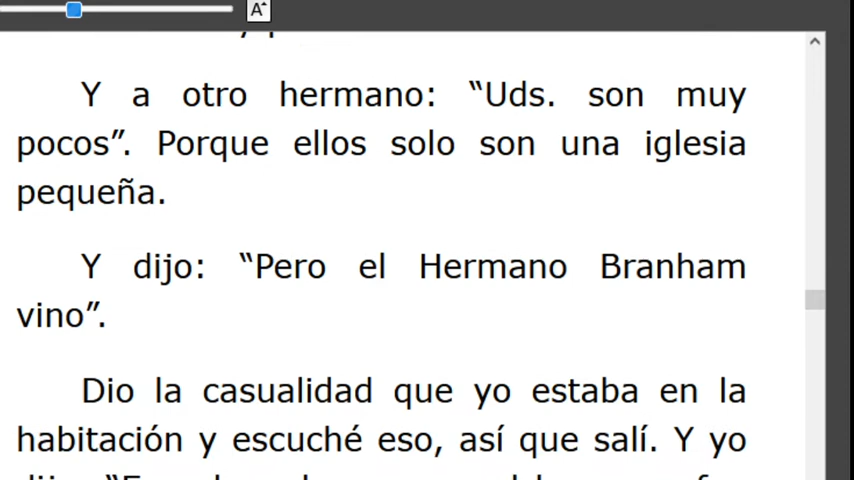 A
Y a otro hermano: “Uds. son muy
pocos”. Porque ellos solo son una iglesia
pequeña.
Y dijo: “Pero el Hermano Branham
vino”.
Dio la casualidad que yo estaba en la
habitación y escuché eso, así que salí. Y yo